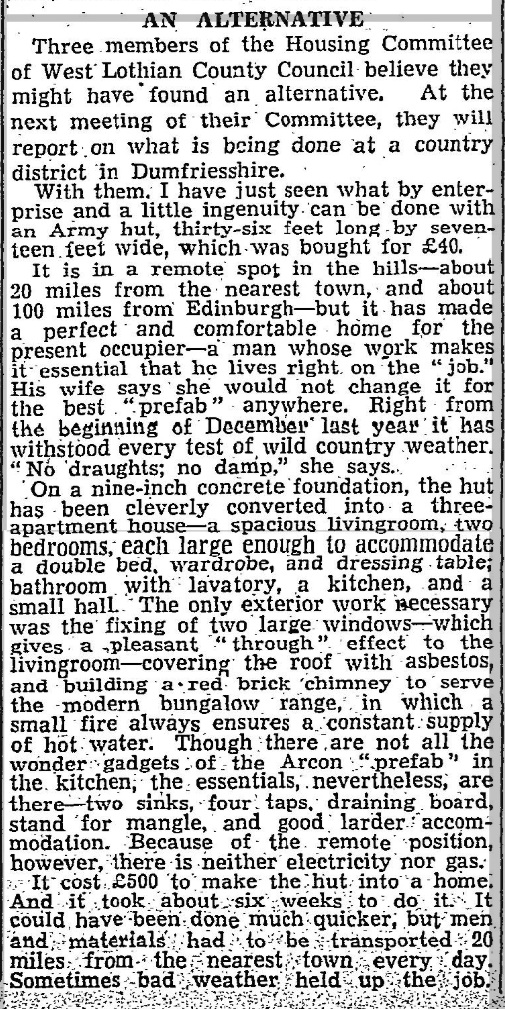 AN ALTERNATIVE
Three members of the Housing Committee
of West Lothian County Council believe they
might have found an alternative. At the
next meeting of their Committee, they will
report on what is being done at a country
district in Dumfriesshire.
With them I have just seen what by enter-
prise and a little ingenuity can be done with
an Army hut, thirty-six feet long by seven-
teen feet wide, which was bought for £40.
It is in a remote spot in the hills—about
20 miles from the nearest town, and about
100 miles from Edinburgh—but it has made
a perfect and comfortable home for the
present occupier—a man whose work makes
it essential that he lives right on the "job."
His wife says she would not change it for
the best "prefab" anywhere. Right from
the beginning of December last year it has
withstood every test of wild country weather.
"No draughts; no damp," she says.
On a nine-inch concrete foundation, the hut
has been cleverly converted into a three-
apartment house—a spacious livingroom, two
bedrooms, each large enough to accommodate
a double bed, wardrobe, and dressing table;
bathroom with lavatory, a kitchen, and a
small hall. The only exterior work necessary
was the fixing of two large windows—which
gives a pleasant "through" effect to the
livingroom—covering the roof with asbestos,
and building a red brick chimney to serve
the modern bungalow range, in which a
small fire always ensures a constant supply
of hot water. Though there are not all the
wonder gadgets of the Arcon "prefab" in
the kitchen, the essentials, nevertheless, are
there—two sinks, four taps, draining board,
stand for mangle, and good larder accom-
modation. Because of the remote position,
however, there is neither electricity nor gas.
It cost £500 to make the hut into a home.
And it took about six weeks to do it. It
could have been done much quicker, but men
and materials had to be transported 20
miles from the nearest town every day.
Sometimes bad weather held up the job.